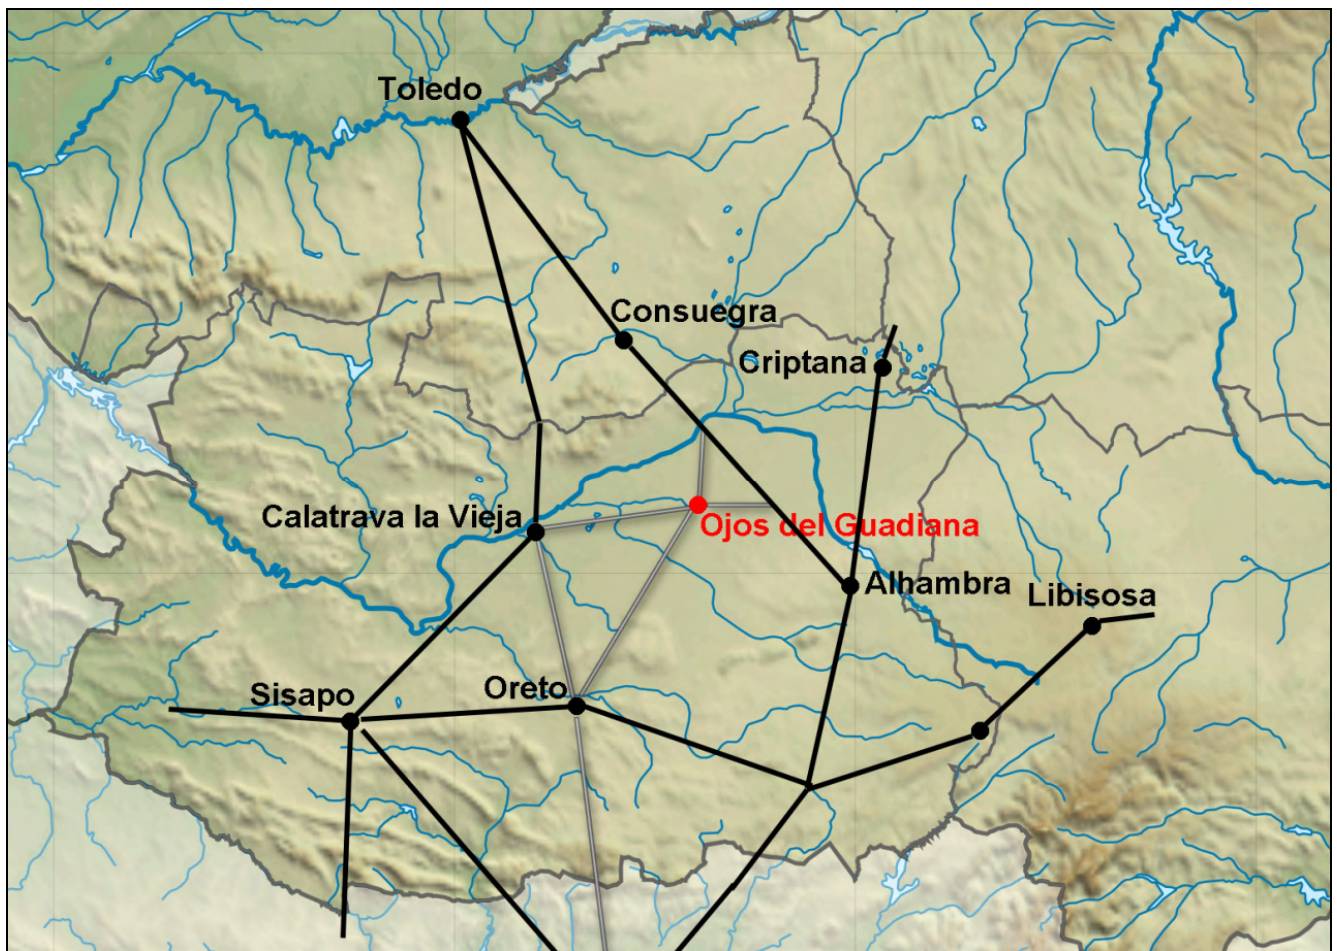 Toledo
Consuegra
Criptana
Calatrava la Vieja
Ojos del Guadiana
Alhambra
Libisosa
Sisapo
Oreto